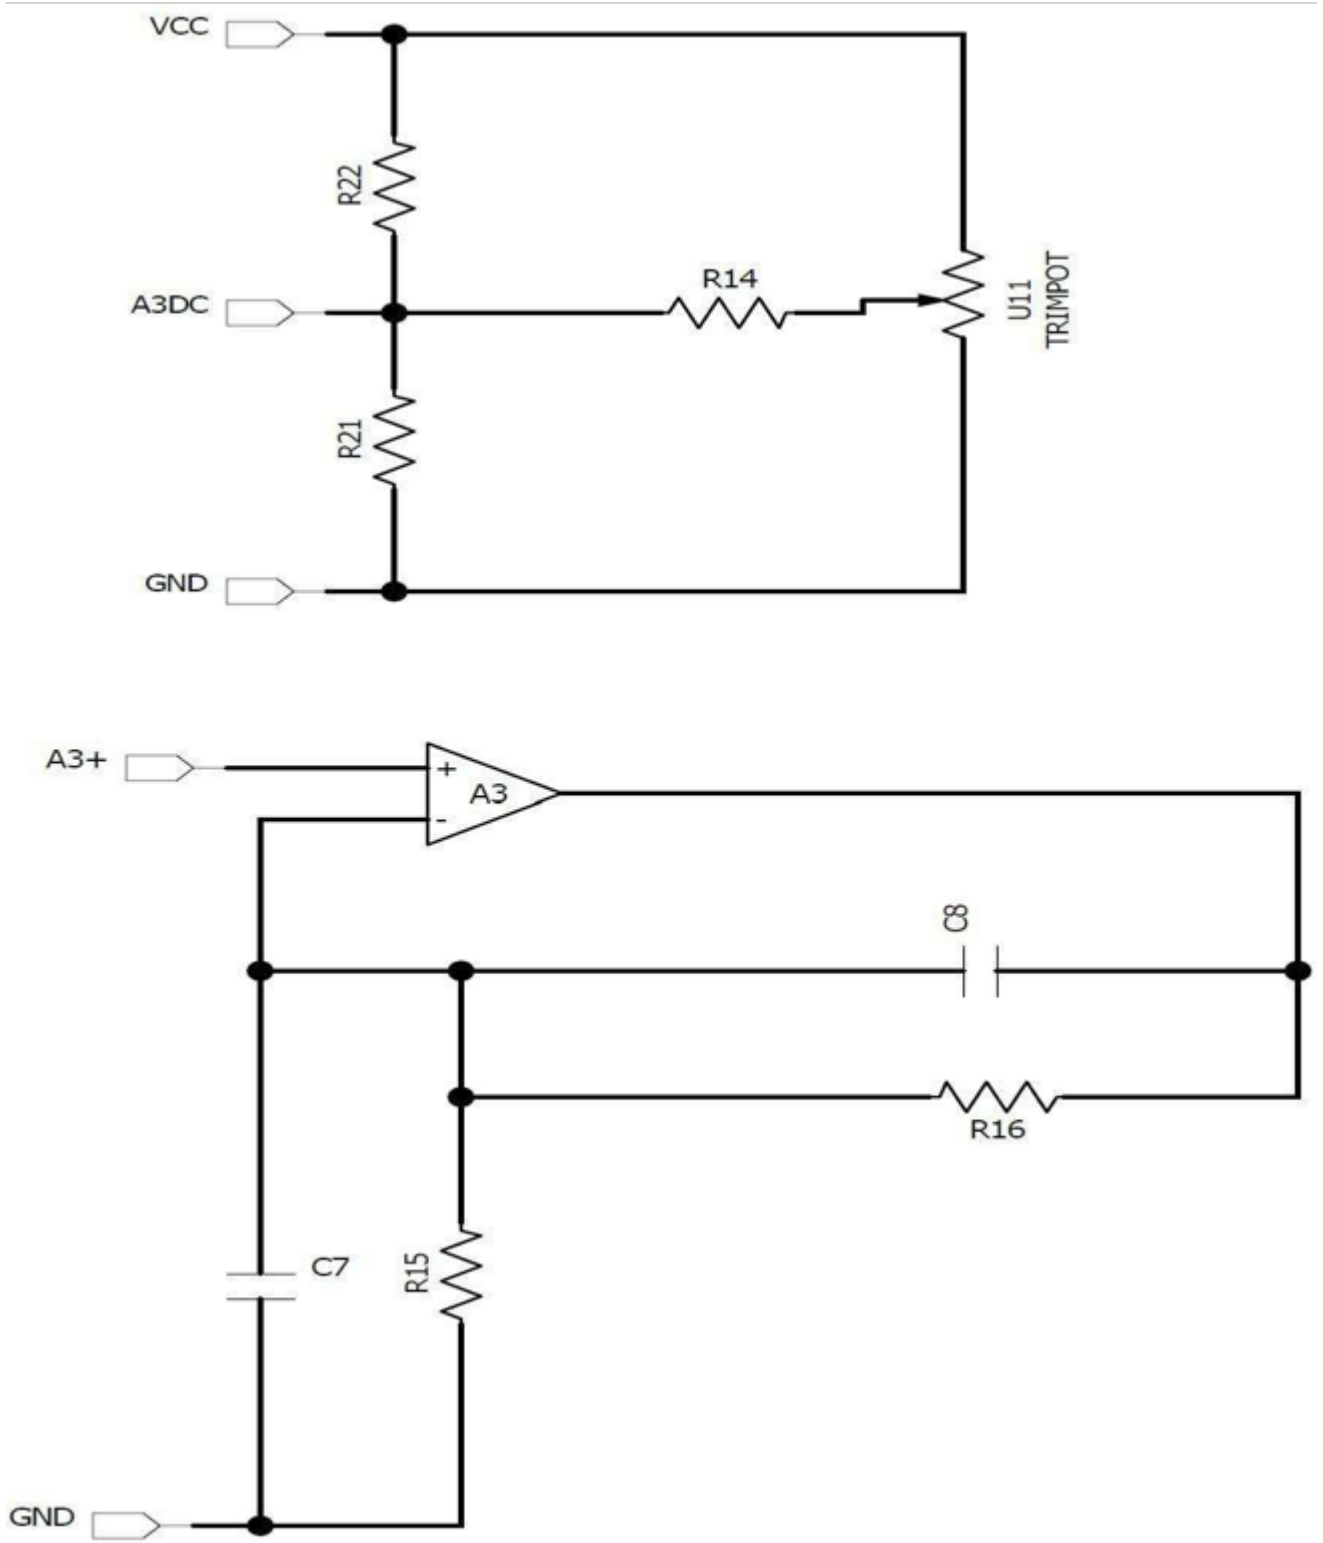 VCC
R22
R14
A3DC
U11
TRIMPOT
R21
GND
A3+
+
A3
-
C8
R16
C7
R15
GND